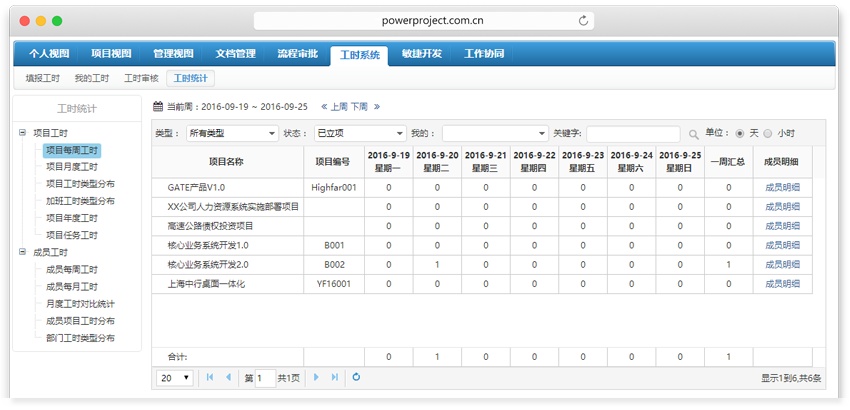 powerproject.com.cn
个人视图 项目视图 管理视图 文档管理 流程审批 工时系统 敏捷开发 工作协同
填报工时 我的工时 工时审核 工时统计
工时统计
项目工时
项目每周工时
项目月度工时
项目工时类型分布
加班工时类型分布
项目年度工时
项目任务工时
成员工时
成员每周工时
成员每月工时
月度工时对比统计
成员项目工时分布
部门工时类型分布
当前周：2016-09-19 ~ 2016-09-25 « 上周 下周 »
类型： 所有类型 状态： 已立项 我的： 关键字: 单位： 天 小时
项目名称 项目编号 2016-9-19 星期一 2016-9-20 星期二 2016-9-21 星期三 2016-9-22 星期四 2016-9-23 星期五 2016-9-24 星期六 2016-9-25 星期日 一周汇总 成员明细
GATE产品V1.0 Highfar001 0 0 0 0 0 0 0 0 成员明细
XX公司人力资源系统实施部署项目 0 0 0 0 0 0 0 0 成员明细
高速公路债权投资项目 0 0 0 0 0 0 0 0 成员明细
核心业务系统开发1.0 B001 0 0 0 0 0 0 0 0 成员明细
核心业务系统开发2.0 B002 0 1 0 0 0 0 0 1 成员明细
上海中行桌面一体化 YF16001 0 0 0 0 0 0 0 0 成员明细
合计: 0 1 0 0 0 0 0 1
20 第 1 共1页 显示1到6,共6条